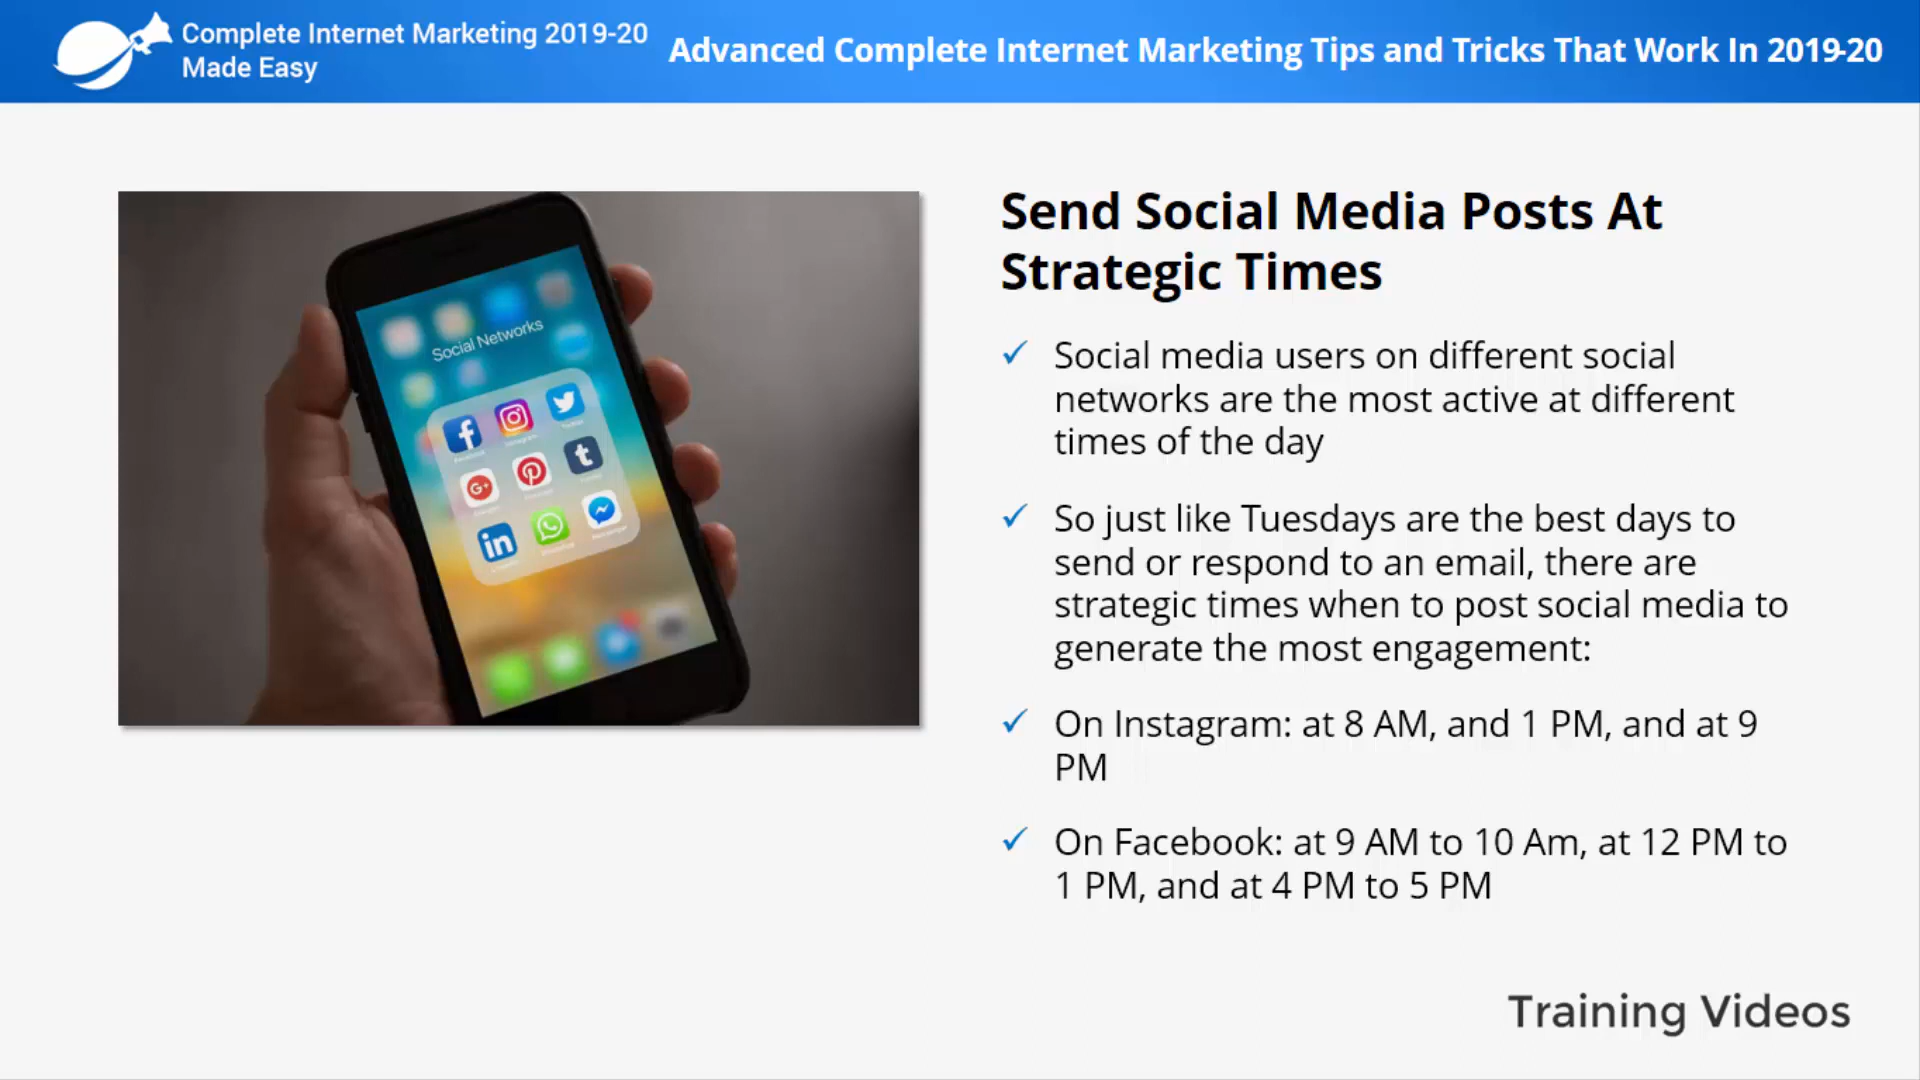 Complete Internet Marketing 2019-20
Made Easy
Advanced Complete Internet Marketing Tips and Tricks That Work In 2019-20
Social Networks
Send Social Media Posts At
Strategic Times
Social media users on different social
networks are the most active at different
times of the day
So just like Tuesdays are the best days to
send or respond to an email, there are
strategic times when to post social media to
generate the most engagement:
On Instagram: at 8 AM, and 1 PM, and at 9
PM
On Facebook: at 9 AM to 10 Am, at 12 PM to
1 PM, and at 4 PM to 5 PM
Training Videos